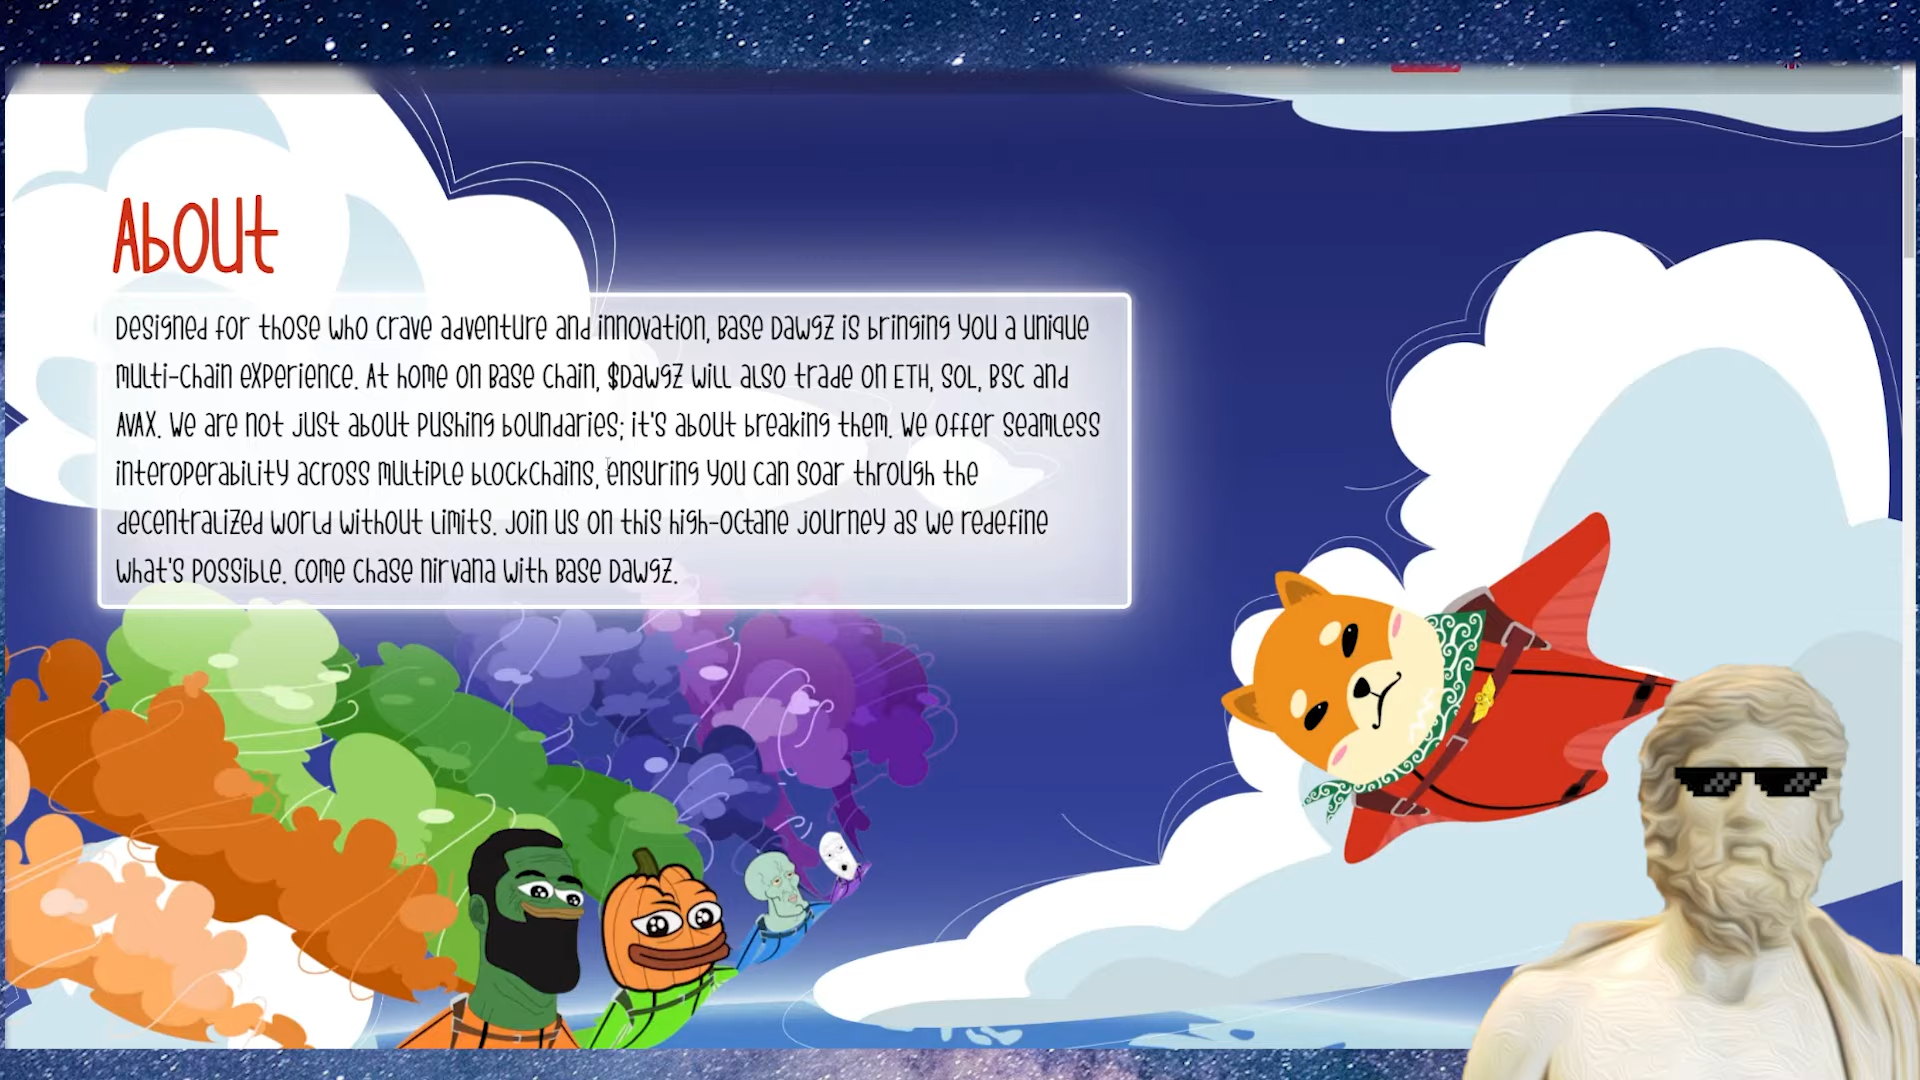 About
Designed for those who crave adventure and innovation, Base Dawgz is bringing you a unique
multi-chain experience. At home on Base Chain, $Dawgz will also trade on ETH, SOL, BSC and
AVAX. We are not just about pushing boundaries; it's about breaking them. We offer seamless
interoperability across multiple blockchains, ensuring you can soar through the
decentralized world without limits. Join us on this high-octane journey as we redefine
what's possible. Come chase nirvana with Base Dawgz.